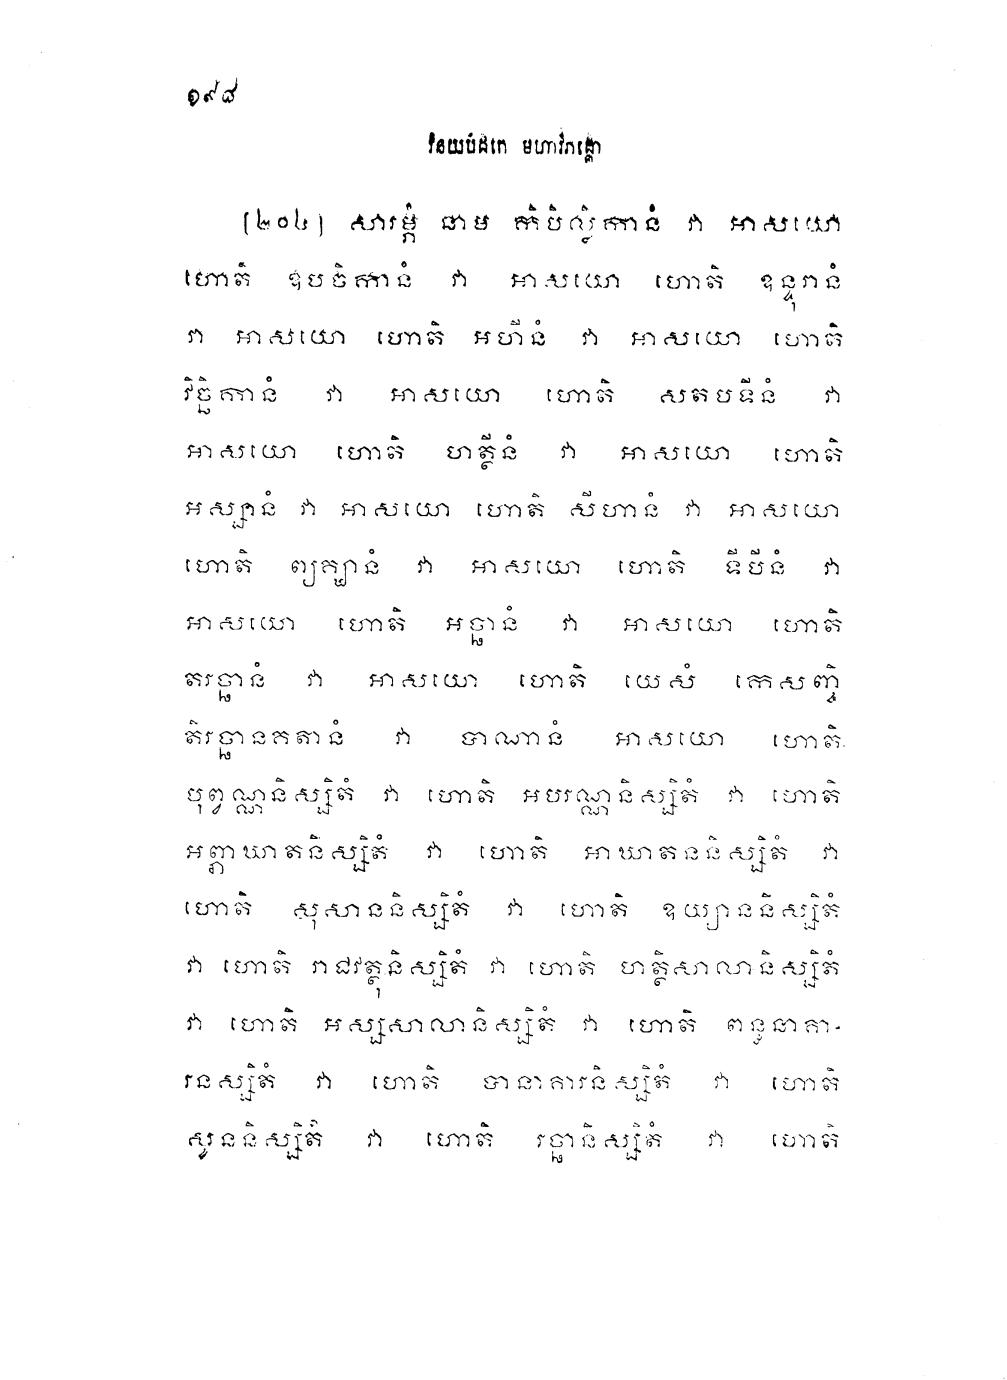 ១៩៨
វិនយបិដកេ មហាវិភង្គោ
(២០៤) សារម្ភំ នាម កិបិល្លិកានំ វា អាសយោ
ហោតិ ឧបចិកានំ វា អាសយោ ហោតិ ឧន្ទុរានំ
វា អាសយោ ហោតិ អហីនំ វា អាសយោ ហោតិ
វិច្ឆិកានំ វា អាសយោ ហោតិ សតបទីនំ វា
អាសយោ ហោតិ ហត្ថីនំ វា អាសយោ ហោតិ
អស្សានំ វា អាសយោ ហោតិ សីហានំ វា អាសយោ
ហោតិ ព្យគ្ឃានំ វា អាសយោ ហោតិ ទីបីនំ វា
អាសយោ ហោតិ អច្ឆានំ វា អាសយោ ហោតិ
តរច្ឆានំ វា អាសយោ ហោតិ យេសំ កេសញ្ចិ
តិរច្ឆានគតានំ វា បាណានំ អាសយោ ហោតិ
បុព្វណ្ណនិស្សិតំ វា ហោតិ អបរណ្ណនិស្សិតំ វា ហោតិ
អព្ភាឃាតនិស្សិតំ វា ហោតិ អាឃាតននិស្សិតំ វា
ហោតិ សុសាននិស្សិតំ វា ហោតិ ឧយ្យាននិស្សិតំ
វា ហោតិ រាជវត្ថុនិស្សិតំ វា ហោតិ ហត្ថិសាលានិស្សិតំ
វា ហោតិ អស្សសាលានិស្សិតំ វា ហោតិ ពន្ធនាគា-
រនិស្សិតំ វា ហោតិ បានាគារនិស្សិតំ វា ហោតិ
សូននិស្សិតំ វា ហោតិ រច្ឆានិស្សិតំ វា ហោតិ